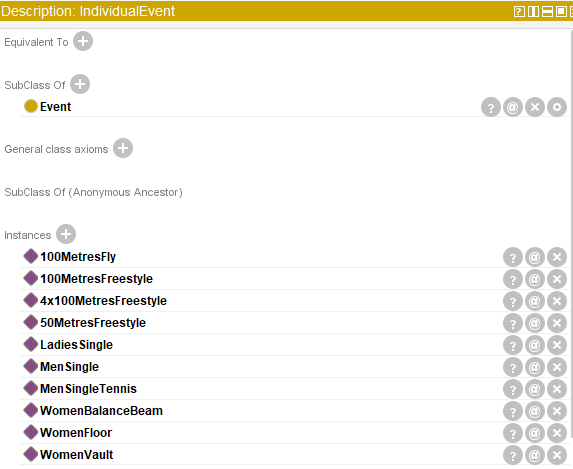 Description: IndividualEvent
Equivalent To
SubClass Of
Event
General class axioms
SubClass Of (Anonymous Ancestor)
Instances
100MetresFly
100MetresFreestyle
4x100MetresFreestyle
50MetresFreestyle
LadiesSingle
MenSingle
MenSingleTennis
WomenBalanceBeam
WomenFloor
WomenVault